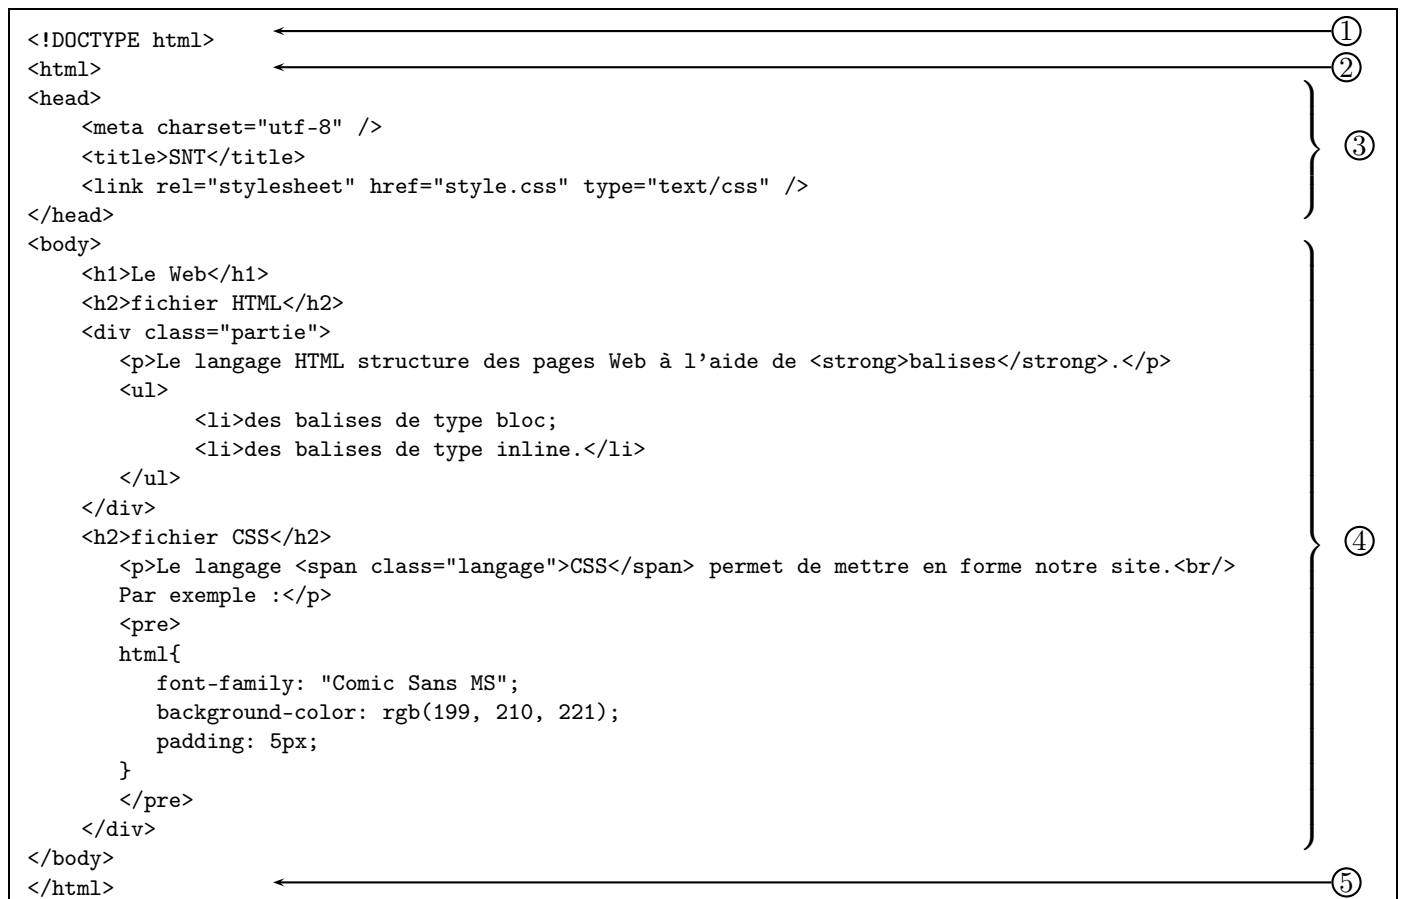 <!DOCTYPE html> ①
<html> ②
<head>
<meta charset="utf-8" />
<title>SNT</title>
③
<link rel="stylesheet" href="style.css" type="text/css" />
</head>
<body>
<h1>Le Web</h1>
<h2>fichier HTML</h2>
<div class="partie">
<p>Le langage HTML structure des pages Web à l'aide de <strong>balises</strong>.</p>
<ul>
<li>des balises de type bloc;
<li>des balises de type inline.</li>
</ul>
</div>
<h2>fichier CSS</h2>
④
<p>Le langage <span class="langage">CSS</span> permet de mettre en forme notre site.<br/>
Par exemple :</p>
<pre>
html{
font-family: "Comic Sans MS";
background-color: rgb(199, 210, 221);
padding: 5px;
}
</pre>
</div>
</body>
</html> ⑤